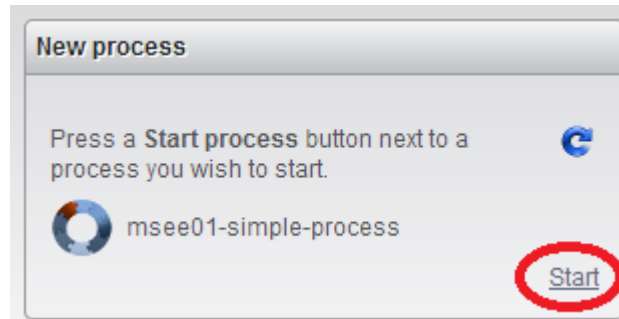 New process
Press a Start process button next to a
process you wish to start.
msee01-simple-process
Start